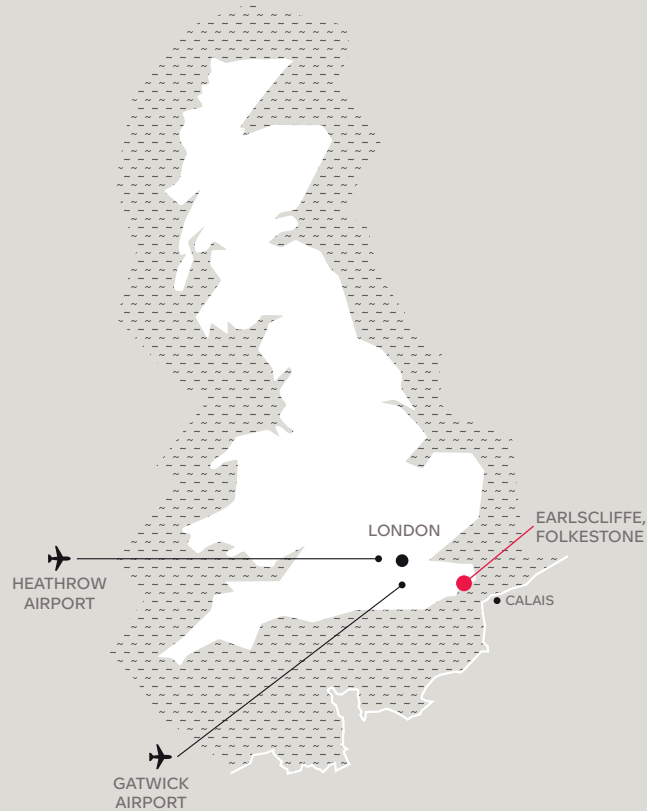 LONDON
EARLSCLIFFE,
FOLKESTONE
HEATHROW
AIRPORT
CALAIS
GATWICK
AIRPORT